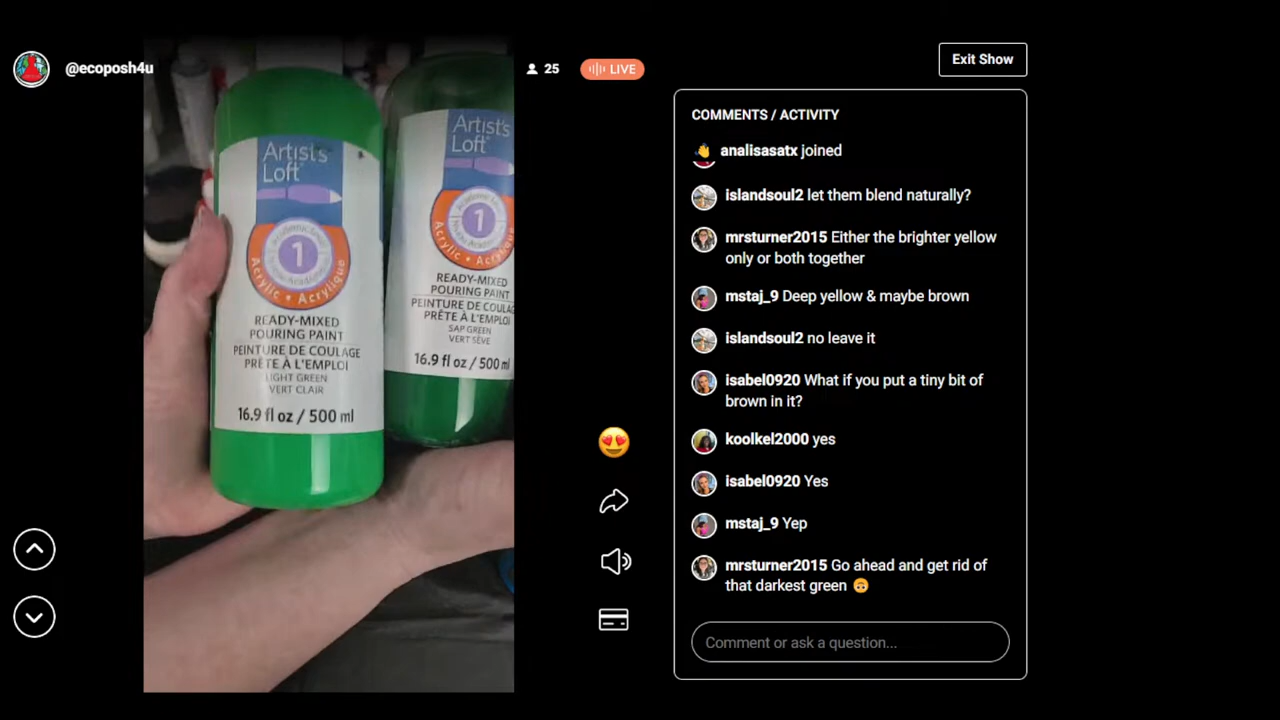 @ecoposh4u
25
LIVE
Exit Show
Artist's
Loft
1
Acrylic • Acrylique
READY-MIXED
POURING PAINT
PEINTURE DE COULAGE
PRÊTE À L'EMPLOI
LIGHT GREEN
VERT CLAIR
16.9 fl oz / 500 ml
Artist's
Loft
1
READY-MIXED
POURING PAINT
PEINTURE DE
PRÊTE À L'EMPLOI
SAP GREEN
VERT SÈVE
16.9 fl oz / 500 ml
COMMENTS / ACTIVITY
analisasatx joined
islandsoul2 let them blend naturally?
mrsturner2015 Either the brighter yellow
only or both together
mstaj_9 Deep yellow & maybe brown
islandsoul2 no leave it
isabel0920 What if you put a tiny bit of
brown in it?
koolkel2000 yes
isabel0920 Yes
mstaj_9 Yep
mrsturner2015 Go ahead and get rid of
that darkest green 🙃
Comment or ask a question...